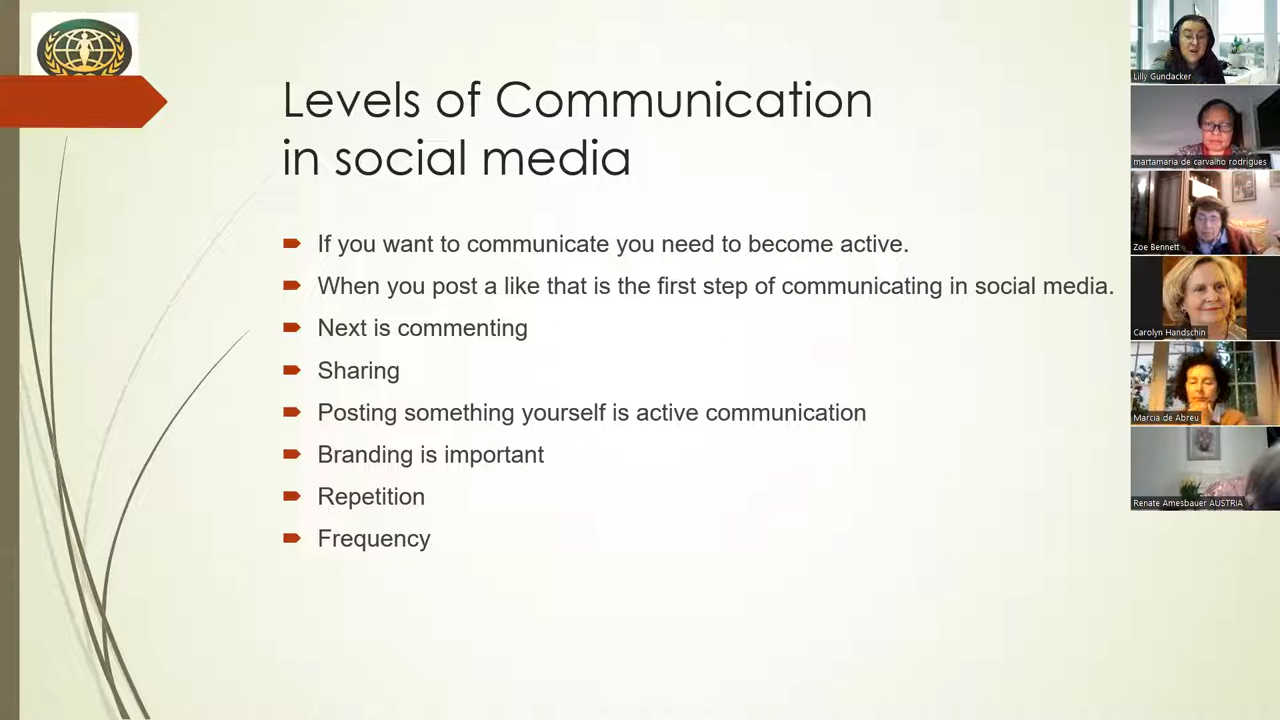 Levels of Communication
in social media
If you want to communicate you need to become active.
When you post a like that is the first step of communicating in social media.
Next is commenting
Sharing
Posting something yourself is active communication
Branding is important
Repetition
Frequency
Lilly Gundacker
martamaria de carvalho rodrigues
Zoe Bennett
Carolyn Handschin
Marcia de Abreu
Renate Amesbauer AUSTRIA